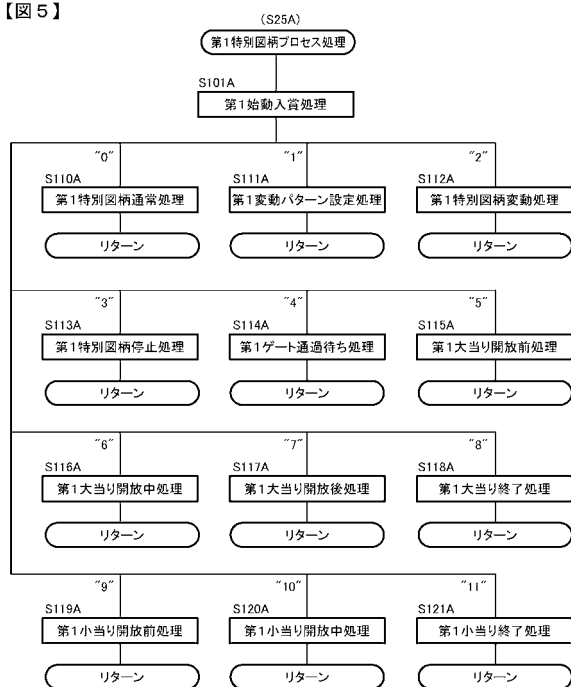 【図５】
(S25A)
第1特別図柄プロセス処理
S101A
第1始動入賞処理
"0" "1" "2"
S110A S111A S112A
第1特別図柄通常処理 第1変動パターン設定処理 第1特別図柄変動処理
リターン リターン リターン
"3" "4" "5"
S113A S114A S115A
第1特別図柄停止処理 第1ゲート通過待ち処理 第1大当り開放前処理
リターン リターン リターン
"6" "7" "8"
S116A S117A S118A
第1大当り開放中処理 第1大当り開放後処理 第1大当り終了処理
リターン リターン リターン
"9" "10" "11"
S119A S120A S121A
第1小当り開放前処理 第1小当り開放中処理 第1小当り終了処理
リターン リターン リターン